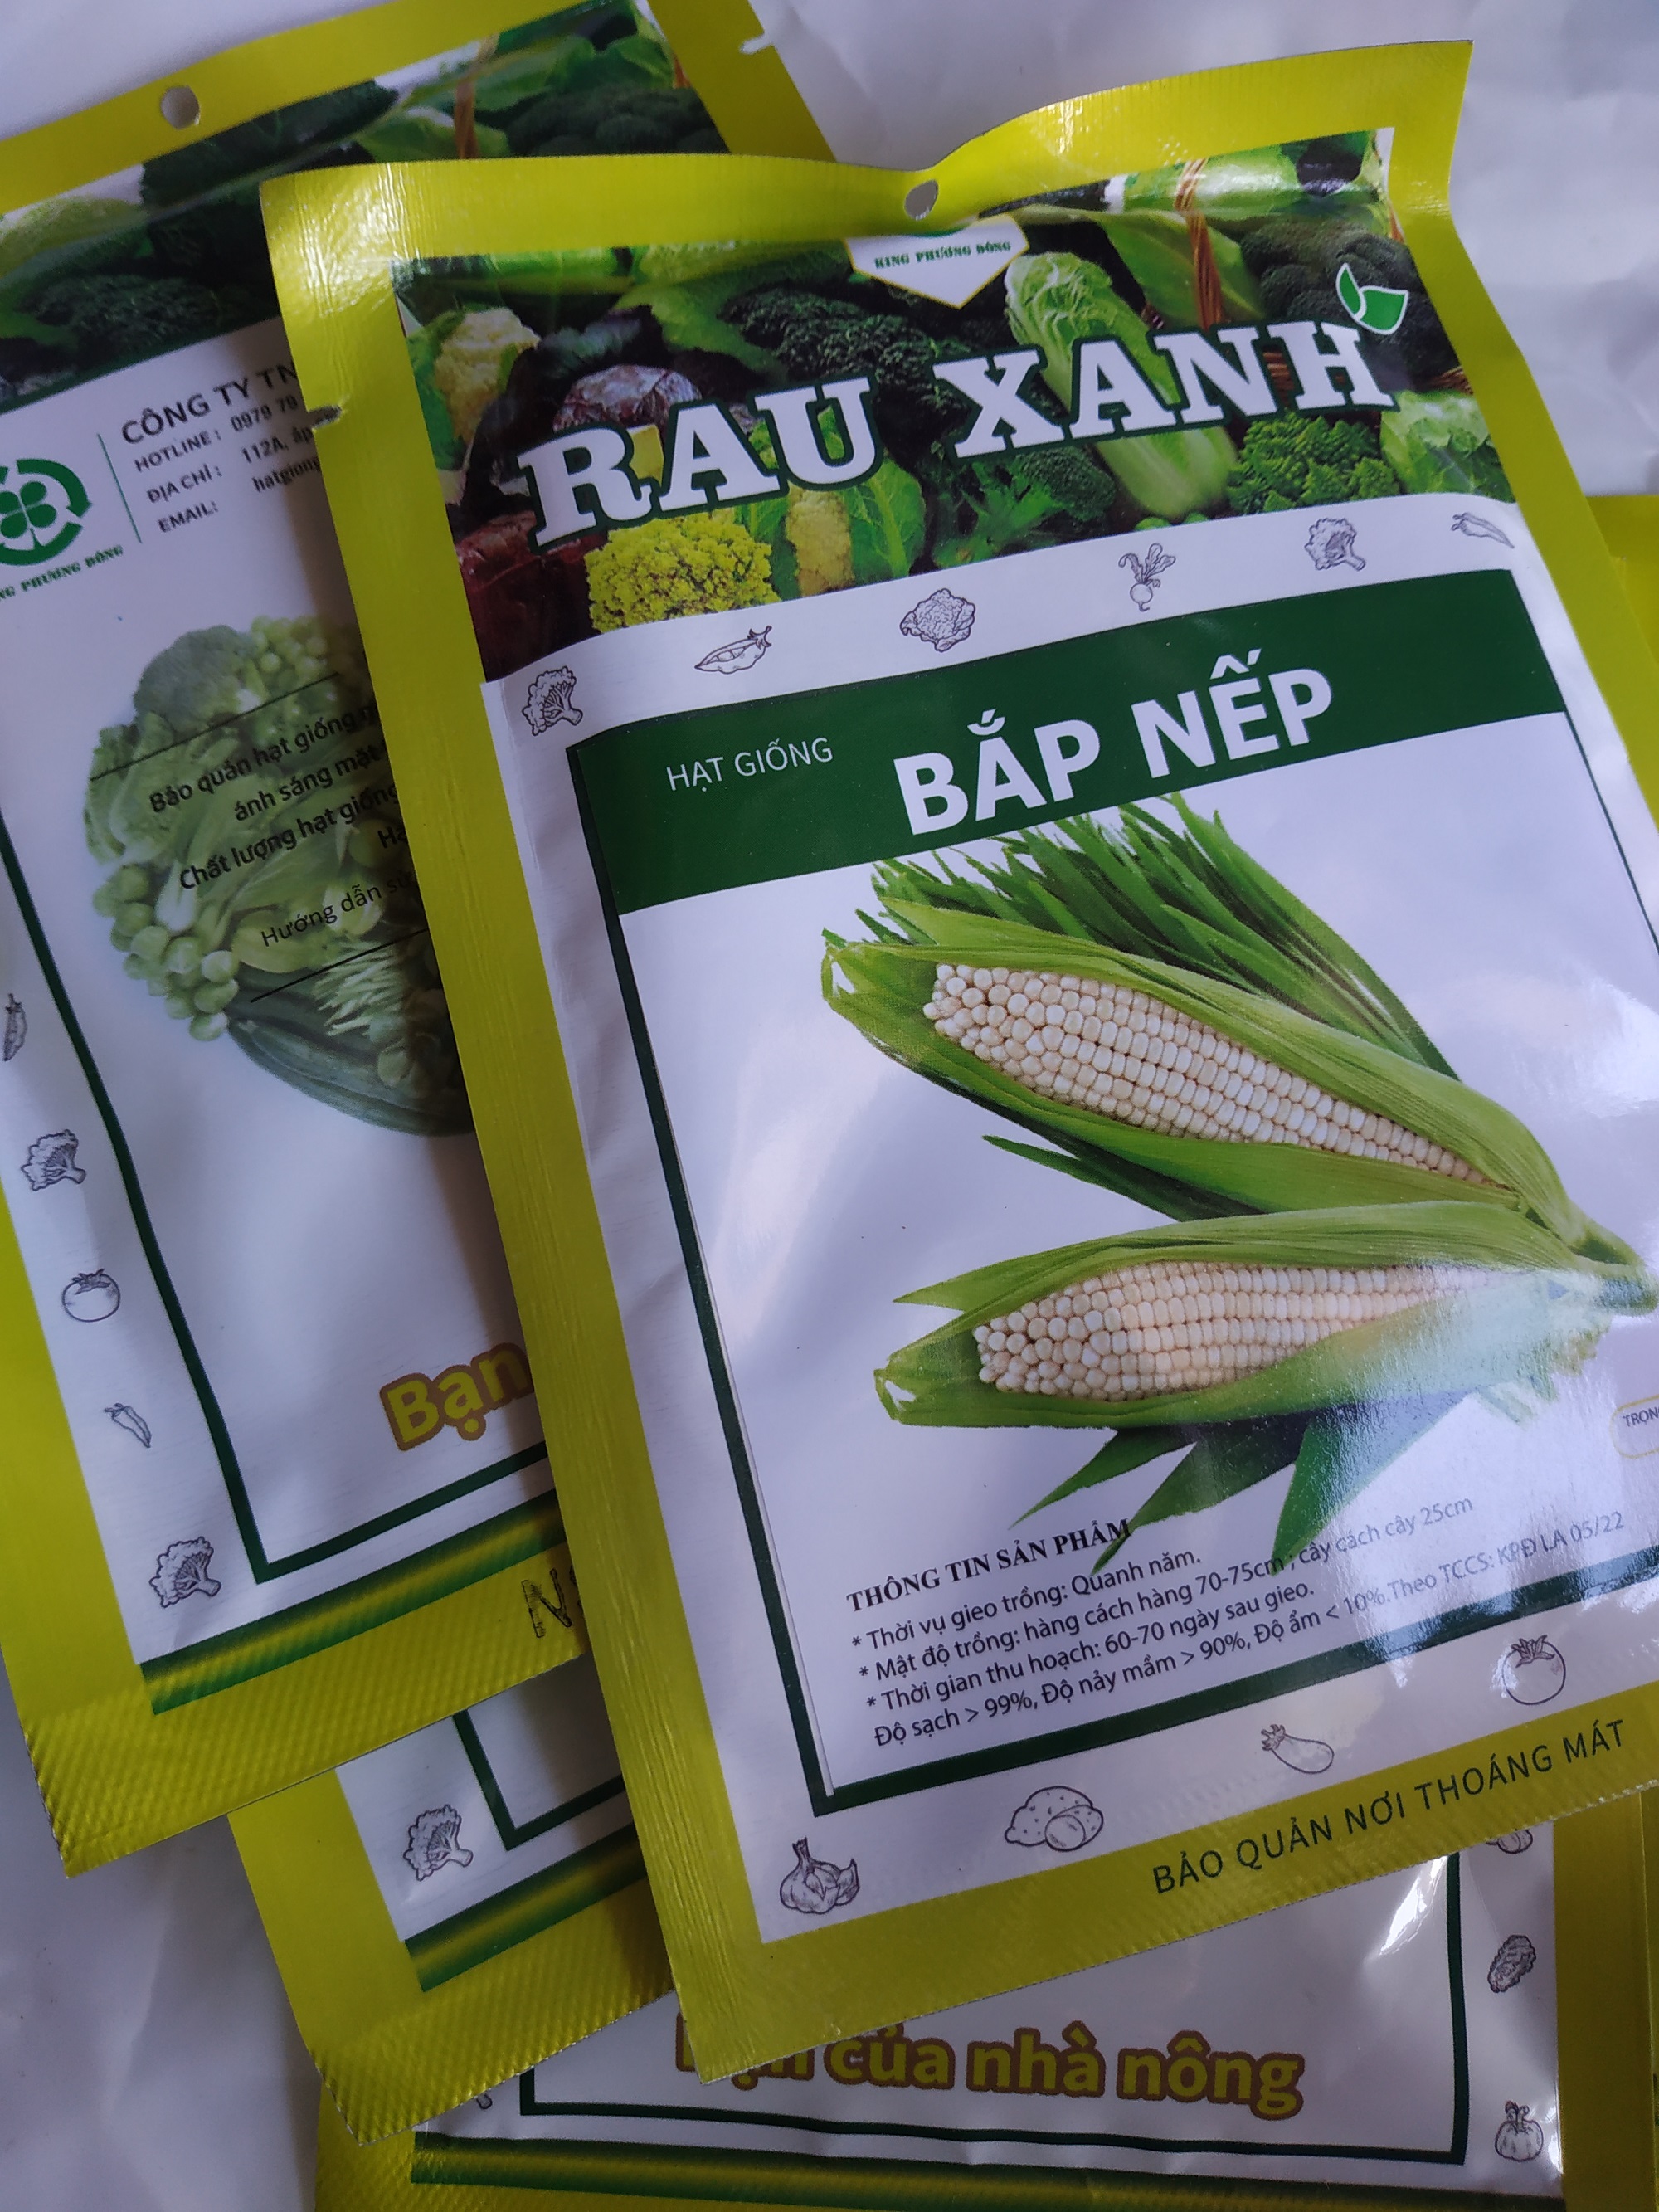 KING PHƯƠNG ĐÔNG
RAU XANH
HẠT GIỐNG BẮP NẾP
THÔNG TIN SẢN PHẨM
* Thời vụ gieo trồng: Quanh năm.
* Mật độ trồng: hàng cách hàng 70-75cm ; cây cách cây 25cm
* Thời gian thu hoạch: 60-70 ngày sau gieo.
Độ sạch > 99%, Độ nảy mầm > 90%, Độ ẩm < 10%.Theo TCCS: KPĐ LA 05/22
BẢO QUẢN NƠI THOÁNG MÁT
CÔNG TY
HOTLINE : 0979 79
ĐỊA CHỈ : 112A, ấp
EMAIL: hatgiong
PHƯƠNG ĐÔNG
Bảo quản hạt giống
ánh sáng mặt
Chất lượng hạt giống
Hướng dẫn
Bạn
của nhà nông